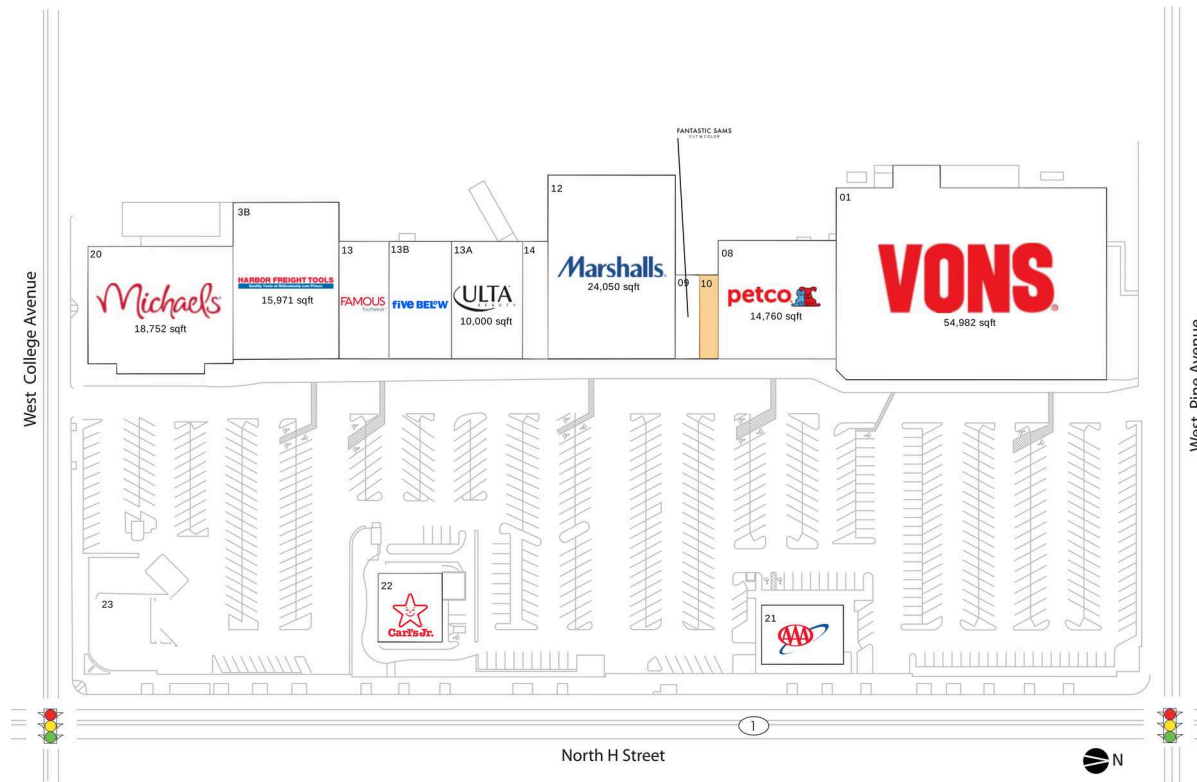 FANTASTIC SAMS
CUT & COLOR
12
01
3B
20
13
13B
13A
14
08
09
10
Michaels
18,752 sqft
HARBOR FREIGHT TOOLS
Quality Tools at Ridiculously Low Prices
15,971 sqft
FAMOUS
footwear
five BEL°W
ULTA
BEAUTY
10,000 sqft
Marshalls
24,050 sqft
petco
14,760 sqft
VONS
54,982 sqft
West College Avenue
West Pine Avenue
22
Carl's Jr.
23
21
AAA
1
North H Street
N